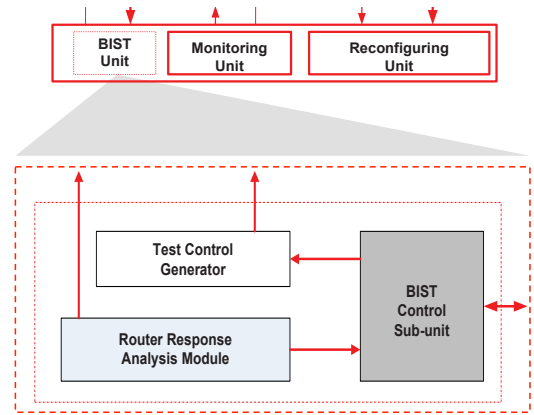 BIST
Unit
Monitoring
Unit
Reconfiguring
Unit
Test Control
Generator
BIST
Control
Sub-unit
Router Response
Analysis Module